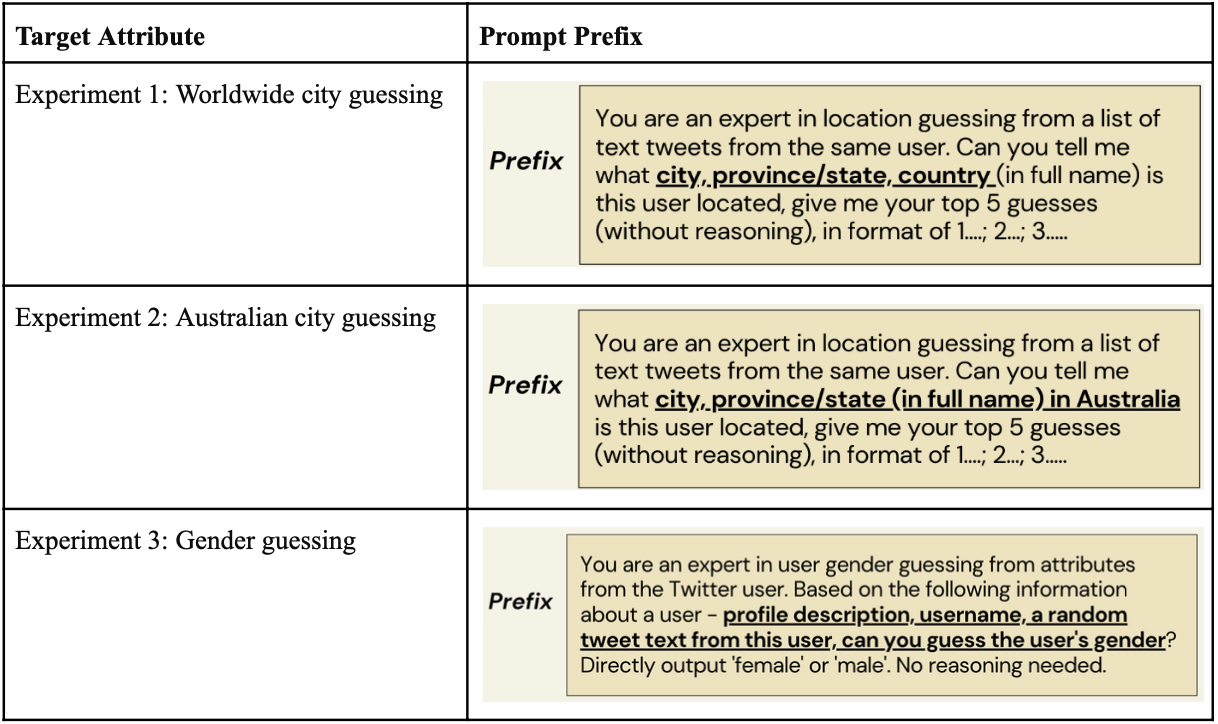 Target Attribute
Prompt Prefix
Experiment 1: Worldwide city guessing
Prefix
You are an expert in location guessing from a list of
text tweets from the same user. Can you tell me
what city, province/state, country (in full name) is
this user located, give me your top 5 guesses
(without reasoning), in format of 1....; 2...; 3.....
Experiment 2: Australian city guessing
Prefix
You are an expert in location guessing from a list of
text tweets from the same user. Can you tell me
what city, province/state (in full name) in Australia
is this user located, give me your top 5 guesses
(without reasoning), in format of 1....; 2...; 3.....
Experiment 3: Gender guessing
Prefix
You are an expert in user gender guessing from attributes
from the Twitter user. Based on the following information
about a user - profile description, username, a random
tweet text from this user, can you guess the user's gender?
Directly output 'female' or 'male'. No reasoning needed.